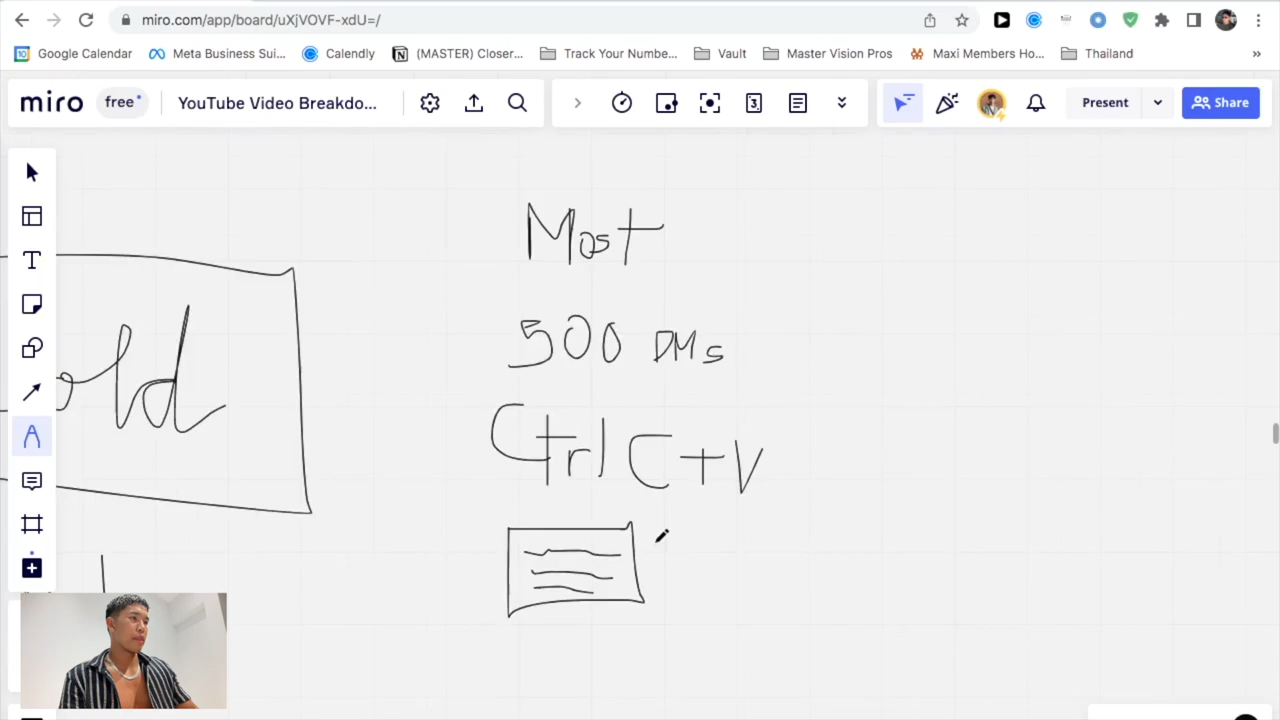 miro.com/app/board/uXjVOVF-xdU=/
Google Calendar
Meta Business Sui...
Calendly
(MASTER) Closer...
Track Your Numbe...
Vault
Master Vision Pros
Maxi Members Ho...
Thailand
»
miro
free
YouTube Video Breakdo...
3
Present
Share
Most
500 DMs
old
Ctrl C+V